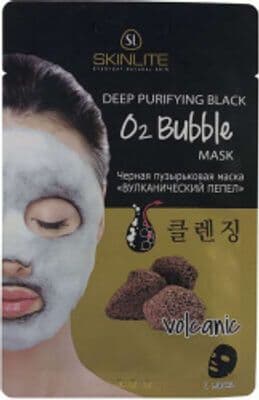 SL
SKINLITE
EVERYDAY NATURAL SKIN
DEEP PURIFYING BLACK
O2 Bubble
MASK
Черная пузырьковая маска
«ВУЛКАНИЧЕСКИЙ ПЕПЕЛ»
클렌징
volcanic